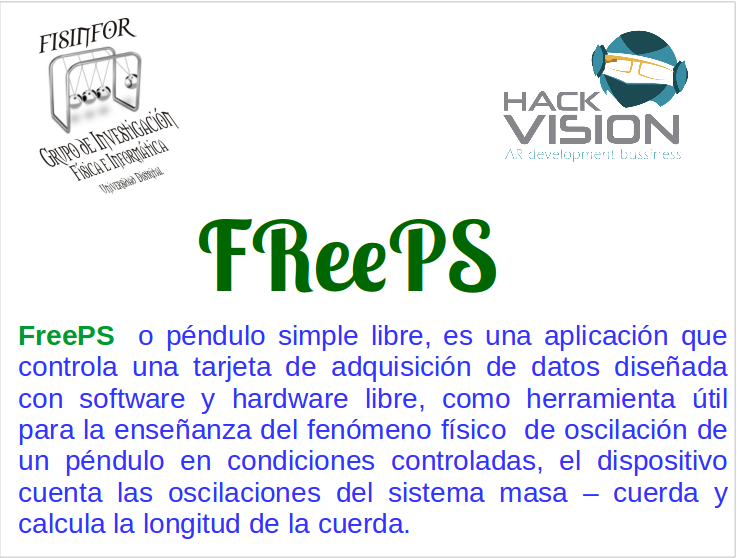 FISINFOR
Grupo de Investigación
Física e Informática
Universidad Distrital
HACK
VISION
AR development bussiness
FReePS
FreePS o péndulo simple libre, es una aplicación que
controla una tarjeta de adquisición de datos diseñada
con software y hardware libre, como herramienta útil
para la enseñanza del fenómeno físico de oscilación de
un péndulo en condiciones controladas, el dispositivo
cuenta las oscilaciones del sistema masa – cuerda y
calcula la longitud de la cuerda.